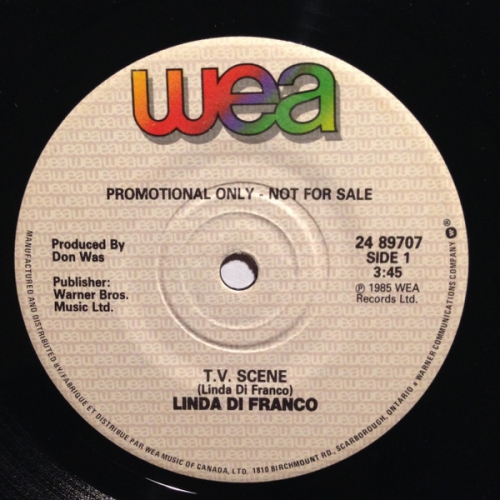 wea
PROMOTIONAL ONLY - NOT FOR SALE
Produced By
Don Was
Publisher:
Warner Bros.
Music Ltd.
24 89707
SIDE 1
3:45
℗ 1985 WEA
Records Ltd.
T.V. SCENE
(Linda Di Franco)
LINDA DI FRANCO
MANUFACTURED AND DISTRIBUTED BY/FABRIQUE ET DISTRIBUE PAR WEA MUSIC OF CANADA, LTD. 1810 BIRCHMOUNT RD., SCARBOROUGH, ONTARIO • WARNER COMMUNICATIONS COMPANY ®